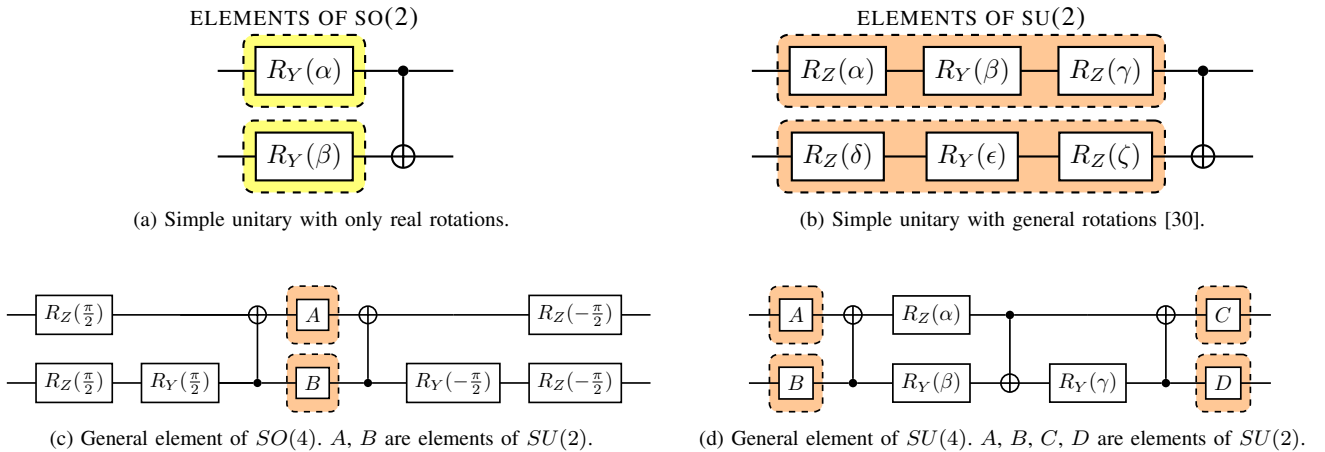 ELEMENTS OF SO(2)
ELEMENTS OF SU(2)
R_Y(α)
R_Y(β)
R_Z(α) R_Y(β) R_Z(γ)
R_Z(δ) R_Y(ϵ) R_Z(ζ)
(a) Simple unitary with only real rotations.
(b) Simple unitary with general rotations [30].
R_Z(π/2) A R_Z(−π/2)
R_Z(π/2) R_Y(π/2) B R_Y(−π/2) R_Z(−π/2)
A R_Z(α) C
B R_Y(β) R_Y(γ) D
(c) General element of SO(4). A, B are elements of SU(2).
(d) General element of SU(4). A, B, C, D are elements of SU(2).